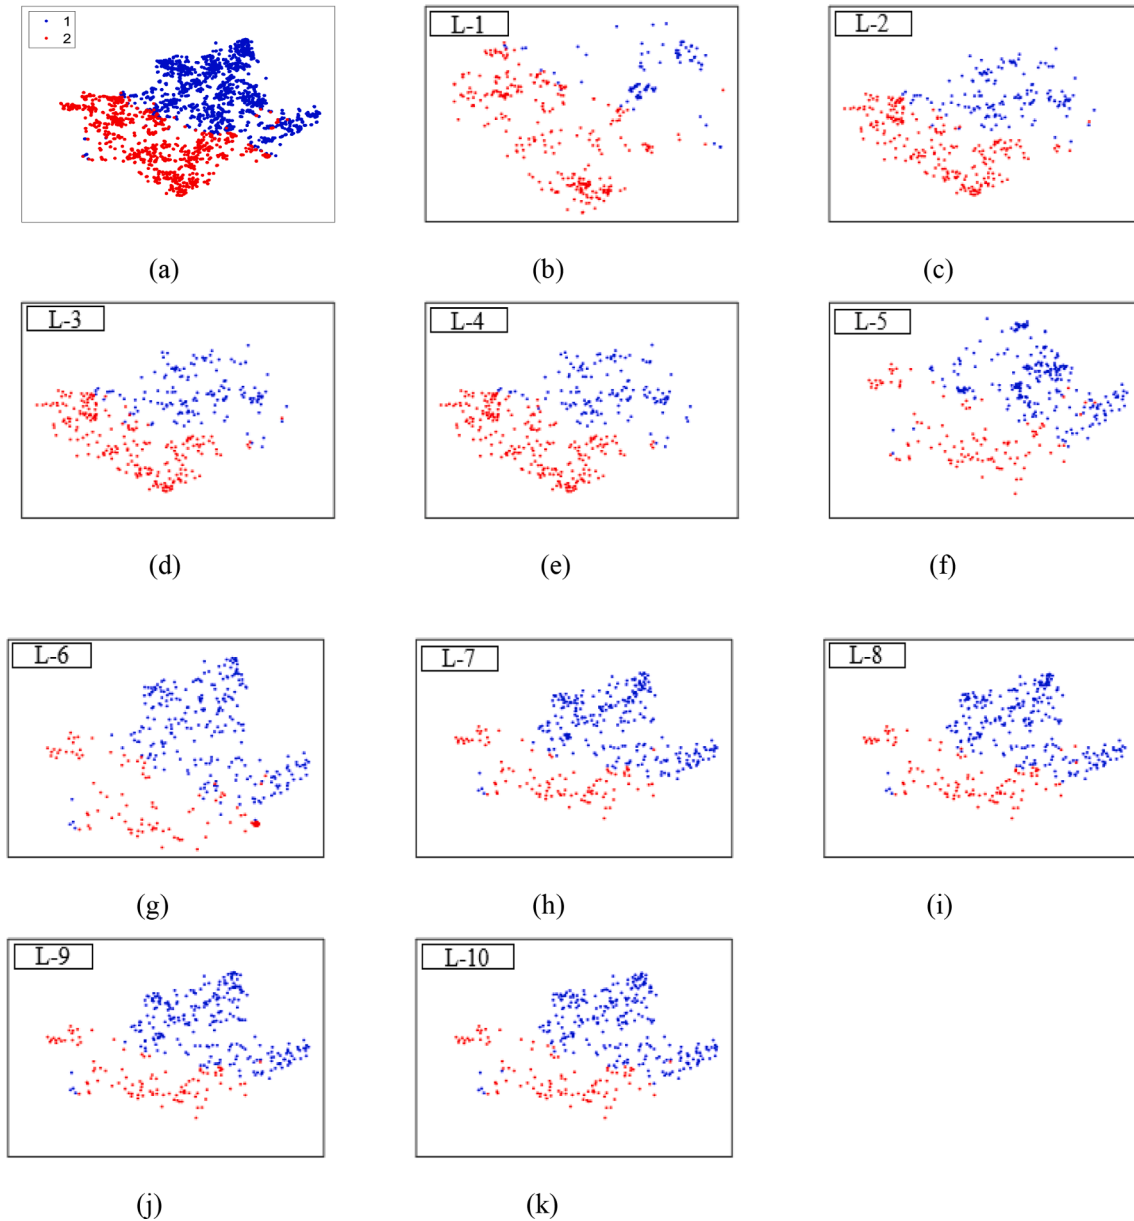 1
2
L-1
L-2
(a)
(b)
(c)
L-3
L-4
L-5
(d)
(e)
(f)
L-6
L-7
L-8
(g)
(h)
(i)
L-9
L-10
(j)
(k)